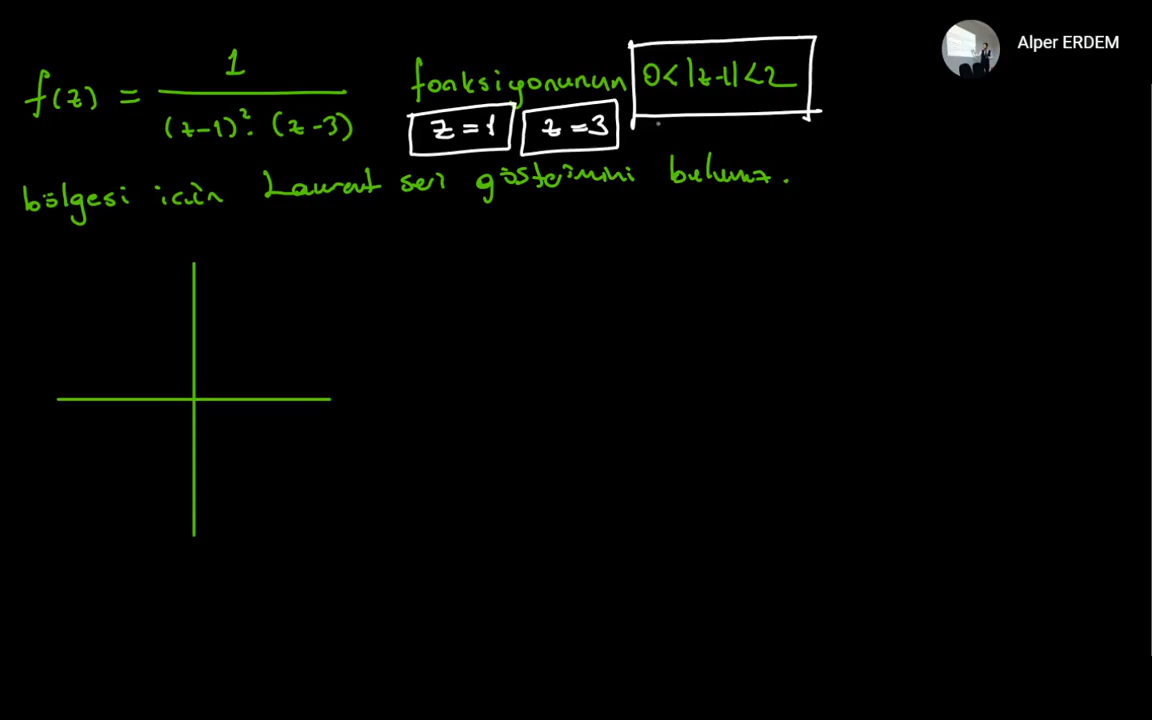 Alper ERDEM
f(z) = 1 / ((z-1)². (z-3)) fonksiyonunun 0<|z-1|<2
z=1 z=3
bölgesi için Laurent seri gösterimini bulunuz.